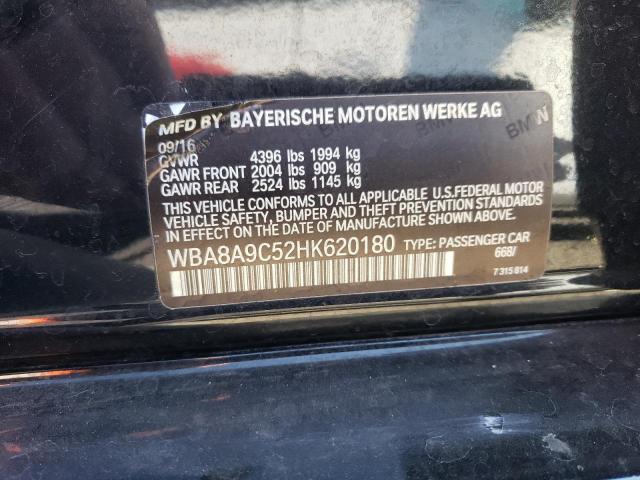 MFD BY BAYERISCHE MOTOREN WERKE AG
09/16
GVWR 4396 lbs 1994 kg
GAWR FRONT 2004 lbs 909 kg
GAWR REAR 2524 lbs 1145 kg
THIS VEHICLE CONFORMS TO ALL APPLICABLE U.S.FEDERAL MOTOR
VEHICLE SAFETY, BUMPER AND THEFT PREVENTION STANDARDS
IN EFFECT ON THE DATE OF MANUFACTURE SHOWN ABOVE.
WBA8A9C52HK620180 TYPE: PASSENGER CAR
668/
7 315 814
BMW